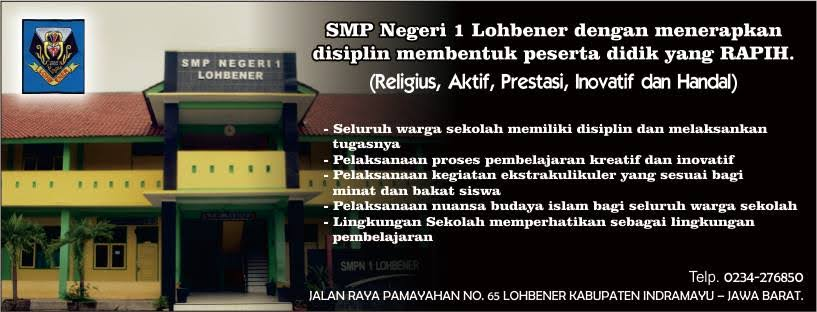 SMP Negeri 1 Lohbener dengan menerapkan
disiplin membentuk peserta didik yang RAPIH.
(Religius, Aktif, Prestasi, Inovatif dan Handal)
SMP NEGERI 1
LOHBENER
- Seluruh warga sekolah memiliki disiplin dan melaksankan
tugasnya
- Pelaksanaan proses pembelajaran kreatif dan inovatif
- Pelaksanaan kegiatan ekstrakulikuler yang sesuai bagi
minat dan bakat siswa
- Pelaksanaan nuansa budaya islam bagi seluruh warga sekolah
- Lingkungan Sekolah memperhatikan sebagai lingkungan
pembelajaran
SMPN 1 LOHBENER
Telp. 0234-276850
JALAN RAYA PAMAYAHAN NO. 65 LOHBENER KABUPATEN INDRAMAYU – JAWA BARAT.